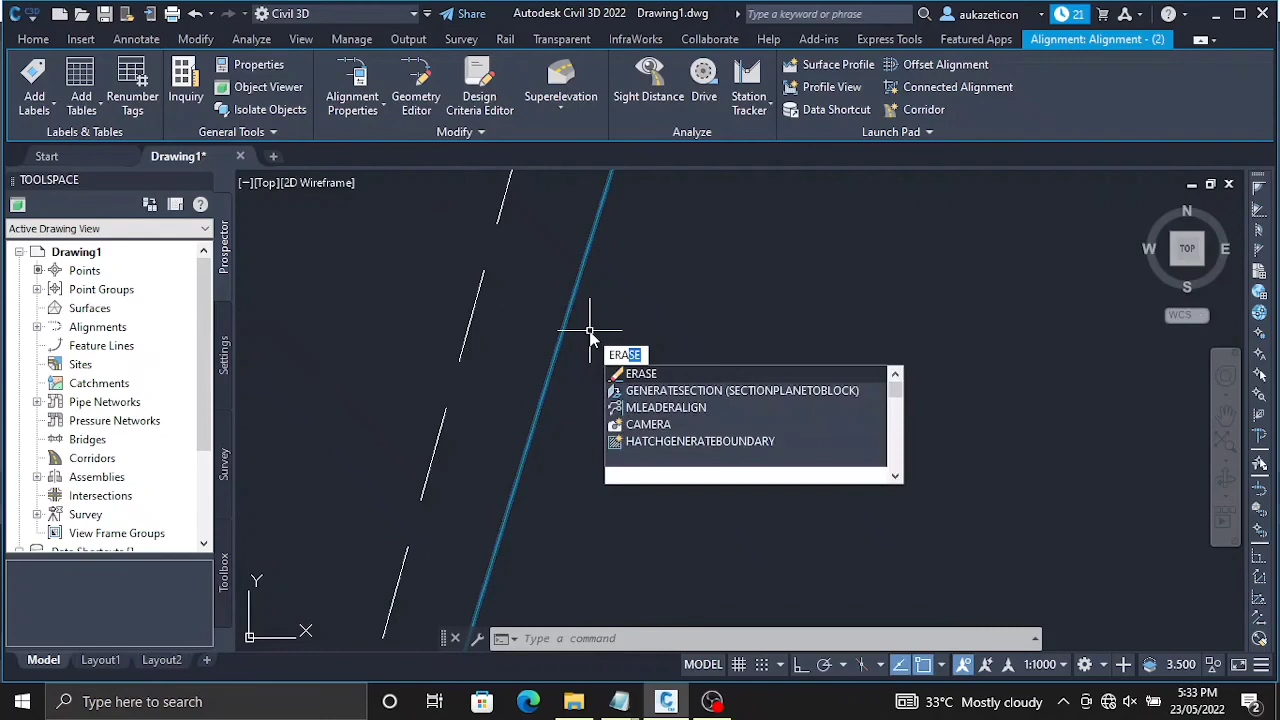 C 3D
Civil 3D
Share
Autodesk Civil 3D 2022
Drawing1.dwg
Type a keyword or phrase
aukazeticon
21
Home
Insert
Annotate
Modify
Analyze
View
Manage
Output
Survey
Rail
Transparent
InfraWorks
Collaborate
Help
Add-ins
Express Tools
Featured Apps
Alignment: Alignment - (2)
Add
Labels
Add
Tables
Renumber
Tags
Inquiry
Properties
Object Viewer
Isolate Objects
Alignment
Properties
Geometry
Editor
Design
Criteria Editor
Superelevation
Sight Distance
Drive
Station
Tracker
Surface Profile
Profile View
Data Shortcut
Offset Alignment
Connected Alignment
Corridor
Labels & Tables
General Tools
Modify
Analyze
Launch Pad
Start
Drawing1*
TOOLSPACE
Active Drawing View
Drawing1
Points
Point Groups
Surfaces
Alignments
Feature Lines
Sites
Catchments
Pipe Networks
Pressure Networks
Bridges
Corridors
Assemblies
Intersections
Survey
View Frame Groups
Data Shortcuts []
Prospector
Settings
Survey
Toolbox
[−][Top][2D Wireframe]
N
W
TOP
E
S
WCS
ERASE
ERASE
GENERATESECTION (SECTIONPLANETOBLOCK)
MLEADERALIGN
CAMERA
HATCHGENERATEBOUNDARY
Y
X
Type a command
Model
Layout1
Layout2
MODEL
1:1000
3.500
Type here to search
33°C Mostly cloudy
5:33 PM
23/05/2022
2